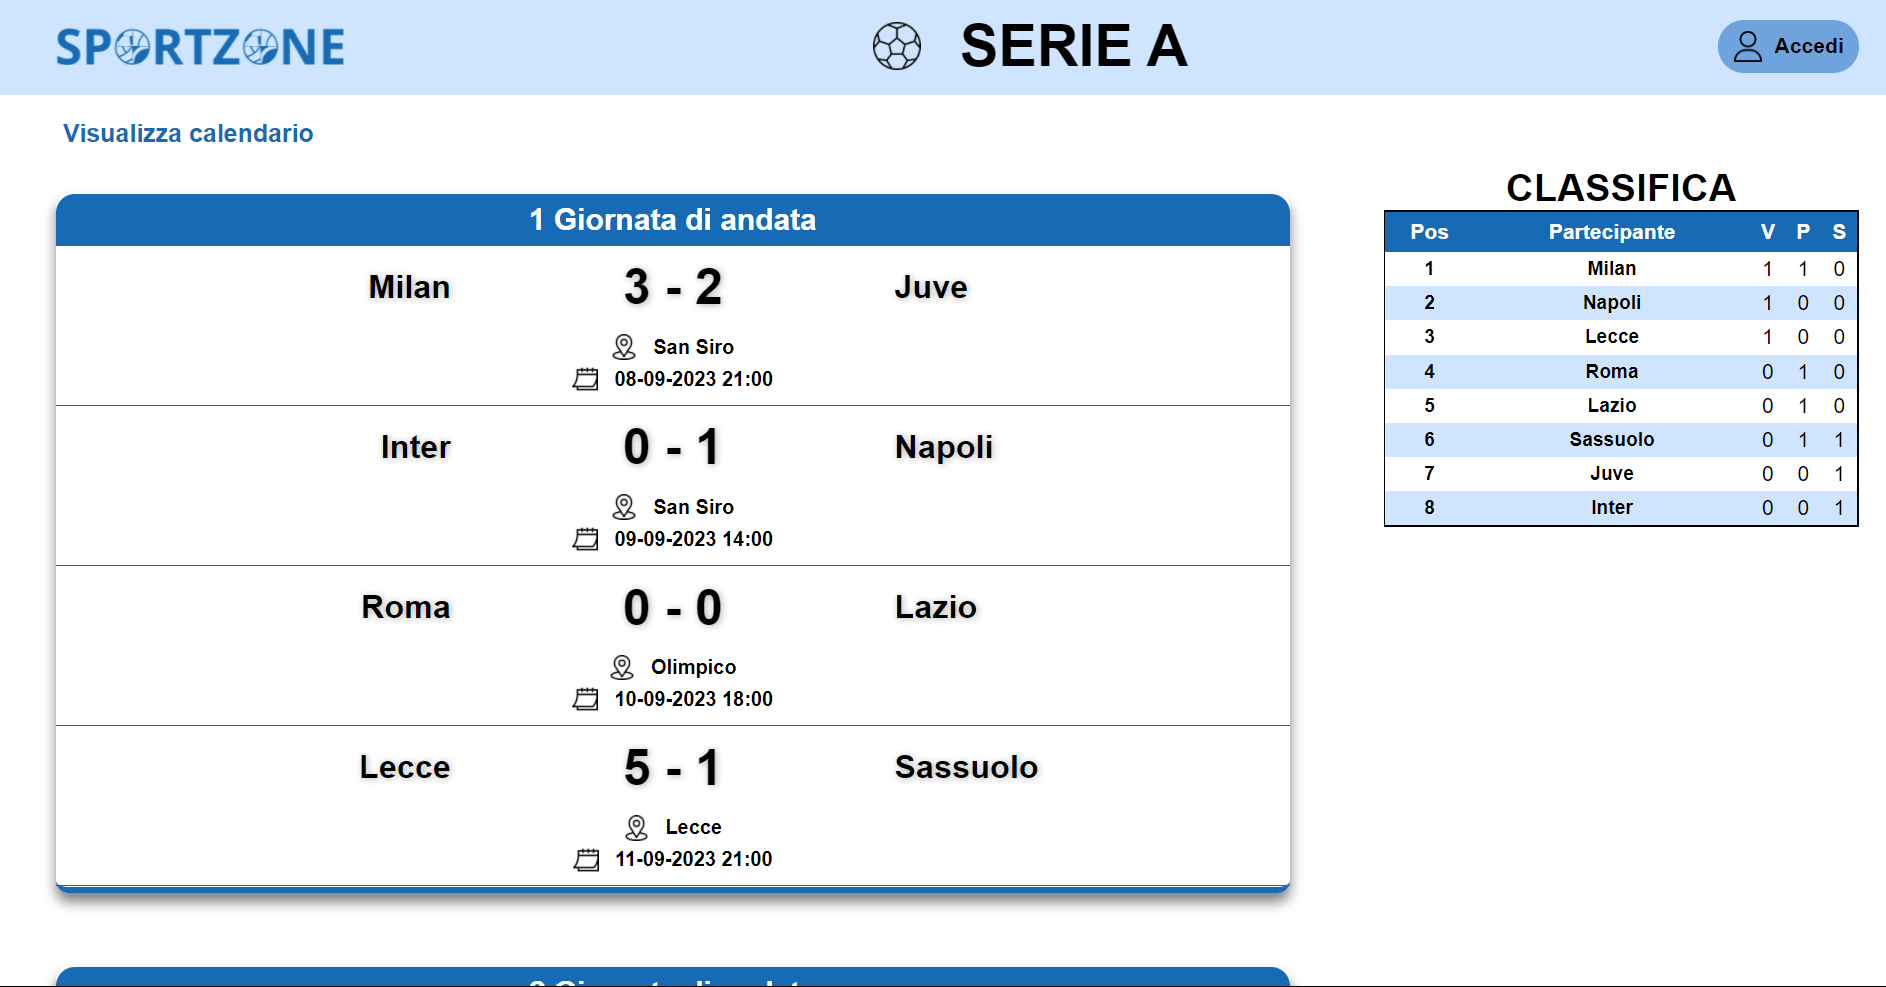 SPORTZONE
SERIE A
Accedi
Visualizza calendario
1 Giornata di andata
Milan 3 - 2 Juve
San Siro
08-09-2023 21:00
Inter 0 - 1 Napoli
San Siro
09-09-2023 14:00
Roma 0 - 0 Lazio
Olimpico
10-09-2023 18:00
Lecce 5 - 1 Sassuolo
Lecce
11-09-2023 21:00
CLASSIFICA
Pos Partecipante V P S
1 Milan 1 1 0
2 Napoli 1 0 0
3 Lecce 1 0 0
4 Roma 0 1 0
5 Lazio 0 1 0
6 Sassuolo 0 1 1
7 Juve 0 0 1
8 Inter 0 0 1
2 Giornata di andata